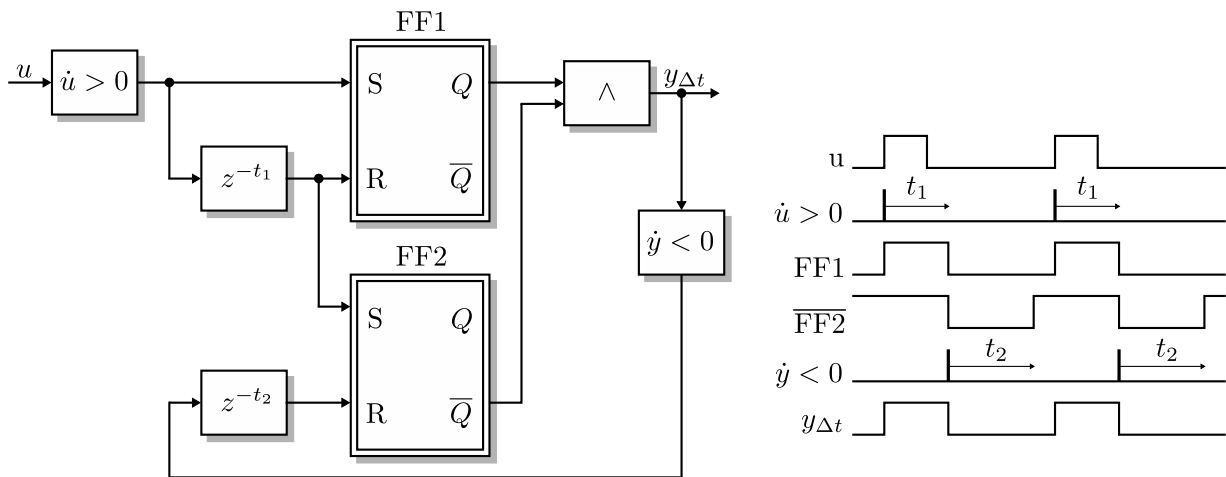 FF1
u
u̇ > 0
S
Q
∧
y_Δt
z^−t₁
R
Q̅
ẏ < 0
FF2
S
Q
z^−t₂
R
Q̅
u
u̇ > 0
t₁
t₁
FF1
F̅F̅2̅
ẏ < 0
t₂
t₂
y_Δt